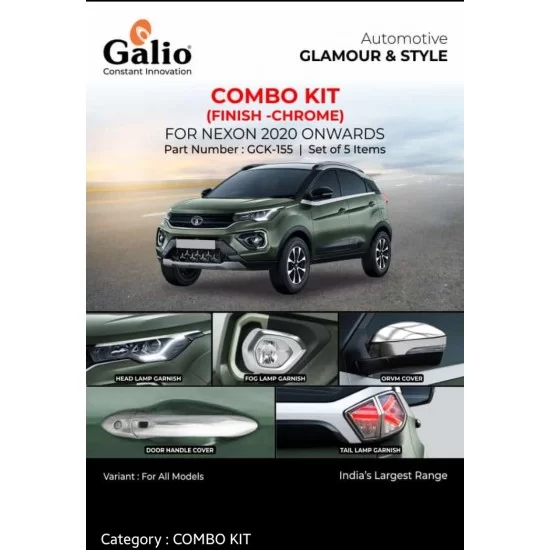 Galio
Constant Innovation
Automotive
GLAMOUR & STYLE
COMBO KIT
(FINISH -CHROME)
FOR NEXON 2020 ONWARDS
Part Number : GCK-155 | Set of 5 Items
HEAD LAMP GARNISH
FOG LAMP GARNISH
ORVM COVER
DOOR HANDLE COVER
TAIL LAMP GARNISH
Variant : For All Models
India's Largest Range
Category : COMBO KIT